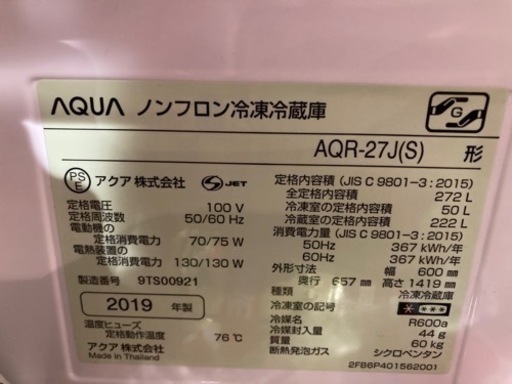 AQUA ノンフロン冷凍冷蔵庫
G
AQR-27J(S) 形
PS E アクア株式会社 S JET
定格電圧 100 V
定格周波数 50/60 Hz
電動機の
定格消費電力 70/75 W
電熱装置の
定格消費電力 130/130 W
製造番号 9TS00921
2019 年製
温度ヒューズ
定格動作温度 76℃
アクア 株式会社
Made in Thailand
定格内容積 (JIS C 9801-3:2015)
全定格内容積 272 L
冷凍室の定格内容積 50 L
冷蔵室の定格内容積 222 L
消費電力量 (JIS C 9801-3:2015)
50Hz 367 kWh/年
60Hz 367 kWh/年
外形寸法 幅 600 mm
奥行 657 mm 高さ 1419 mm
種類 冷凍冷蔵庫
冷凍室の記号 * ***
冷媒 R600a
冷媒封入量 44 g
質量 60 kg
断熱発泡ガス シクロペンタン
2FB6P401562001